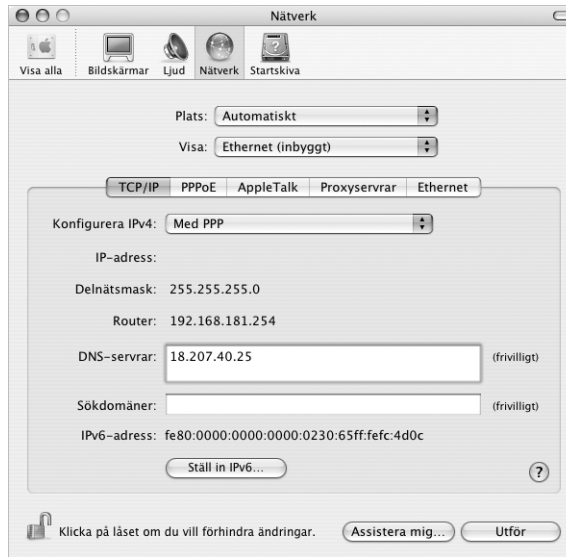 Nätverk
Visa alla Bildskärmar Ljud Nätverk Startskiva
Plats: Automatiskt
Visa: Ethernet (inbyggt)
TCP/IP PPPoE AppleTalk Proxyservrar Ethernet
Konfigurera IPv4: Med PPP
IP-adress:
Delnätsmask: 255.255.255.0
Router: 192.168.181.254
DNS-servrar: 18.207.40.25 (frivilligt)
Sökdomäner: (frivilligt)
IPv6-adress: fe80:0000:0000:0000:0230:65ff:fefc:4d0c
Ställ in IPv6... ?
Klicka på låset om du vill förhindra ändringar. Assistera mig... Utför